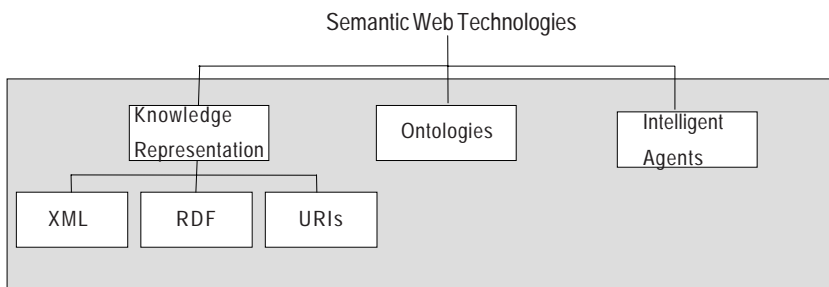 Semantic Web Technologies
Knowledge
Representation
Ontologies
Intelligent
Agents
XML
RDF
URIs